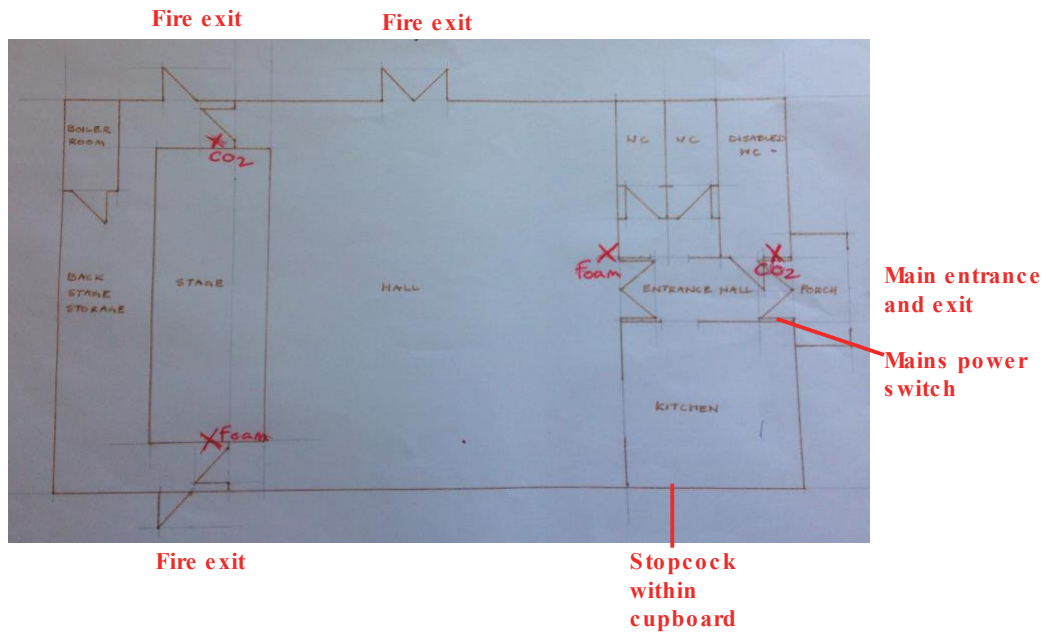 Fire exit
Fire exit
BOILER
ROOM
CO2
WC
WC
DISABLED
WC
BACK
STAGE
STORAGE
STAGE
HALL
Foam
ENTRANCE HALL
CO2
PORCH
Main entrance
and exit
Mains power
switch
KITCHEN
Foam
Fire exit
Stopcock
within
cupboard